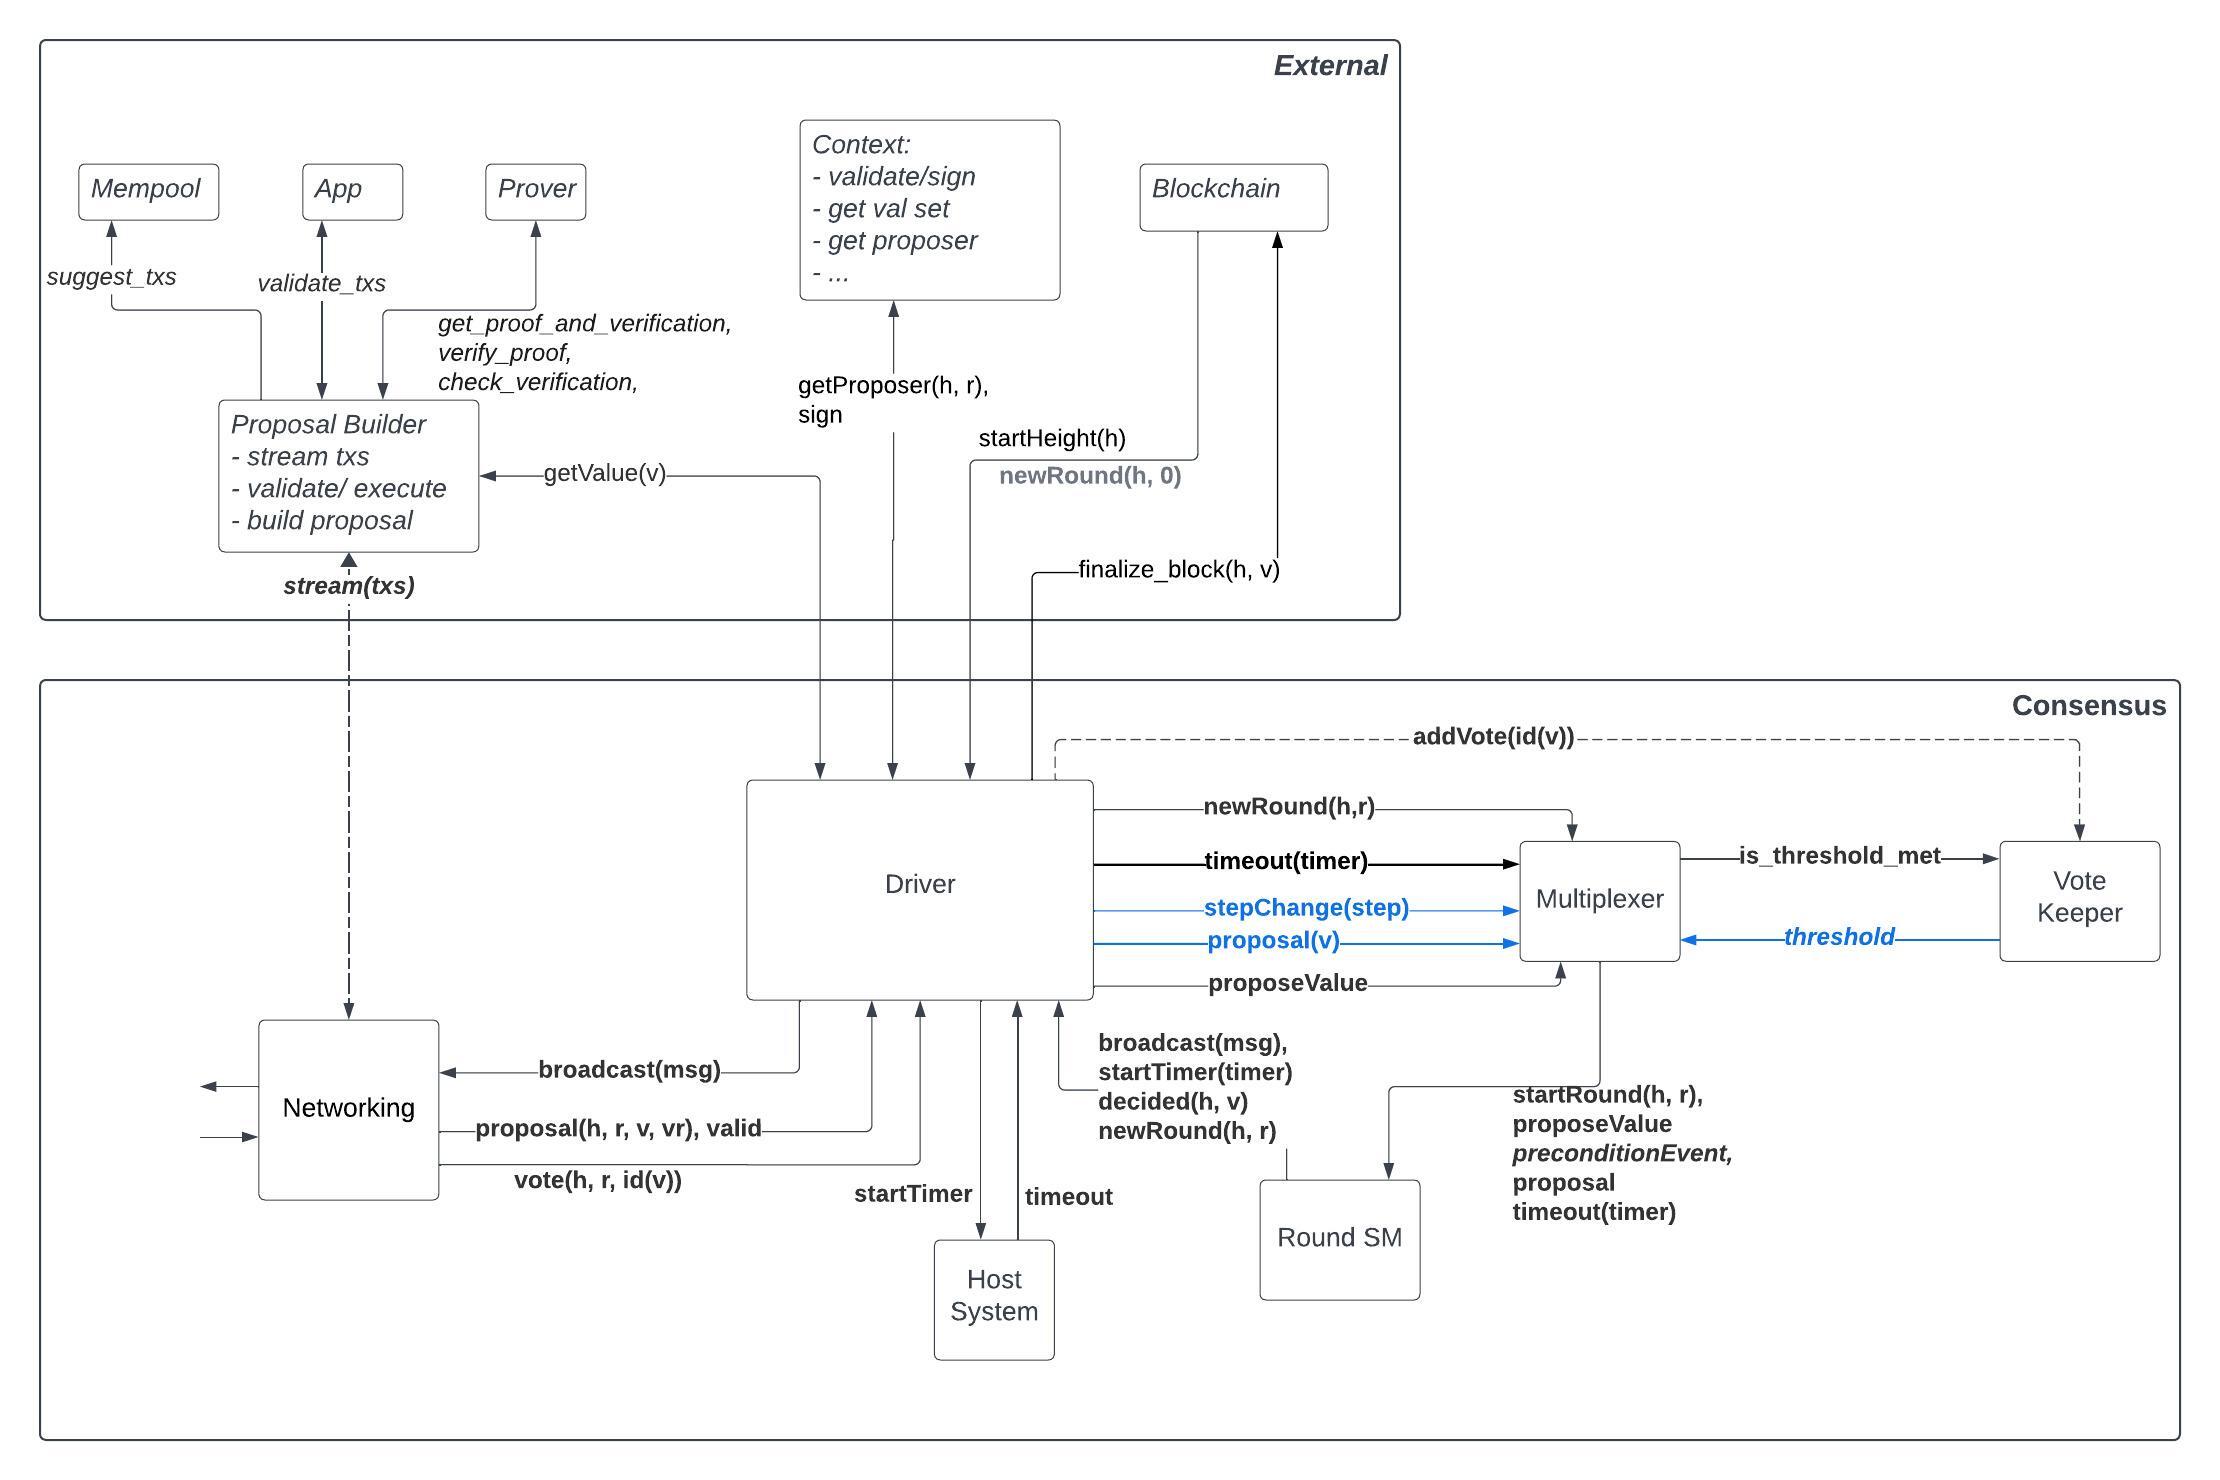 External
Mempool
App
Prover
Context:
- validate/sign
- get val set
- get proposer
- ...
Blockchain
suggest_txs
validate_txs
get_proof_and_verification,
verify_proof,
check_verification,
Proposal Builder
- stream txs
- validate/ execute
- build proposal
getValue(v)
getProposer(h, r),
sign
startHeight(h)
newRound(h, 0)
finalize_block(h, v)
stream(txs)
Consensus
addVote(id(v))
newRound(h,r)
timeout(timer)
stepChange(step)
proposal(v)
proposeValue
Driver
Multiplexer
is_threshold_met
threshold
Vote
Keeper
Networking
broadcast(msg)
proposal(h, r, v, vr), valid
vote(h, r, id(v))
startTimer
timeout
broadcast(msg),
startTimer(timer)
decided(h, v)
newRound(h, r)
startRound(h, r),
proposeValue
preconditionEvent,
proposal
timeout(timer)
Host
System
Round SM